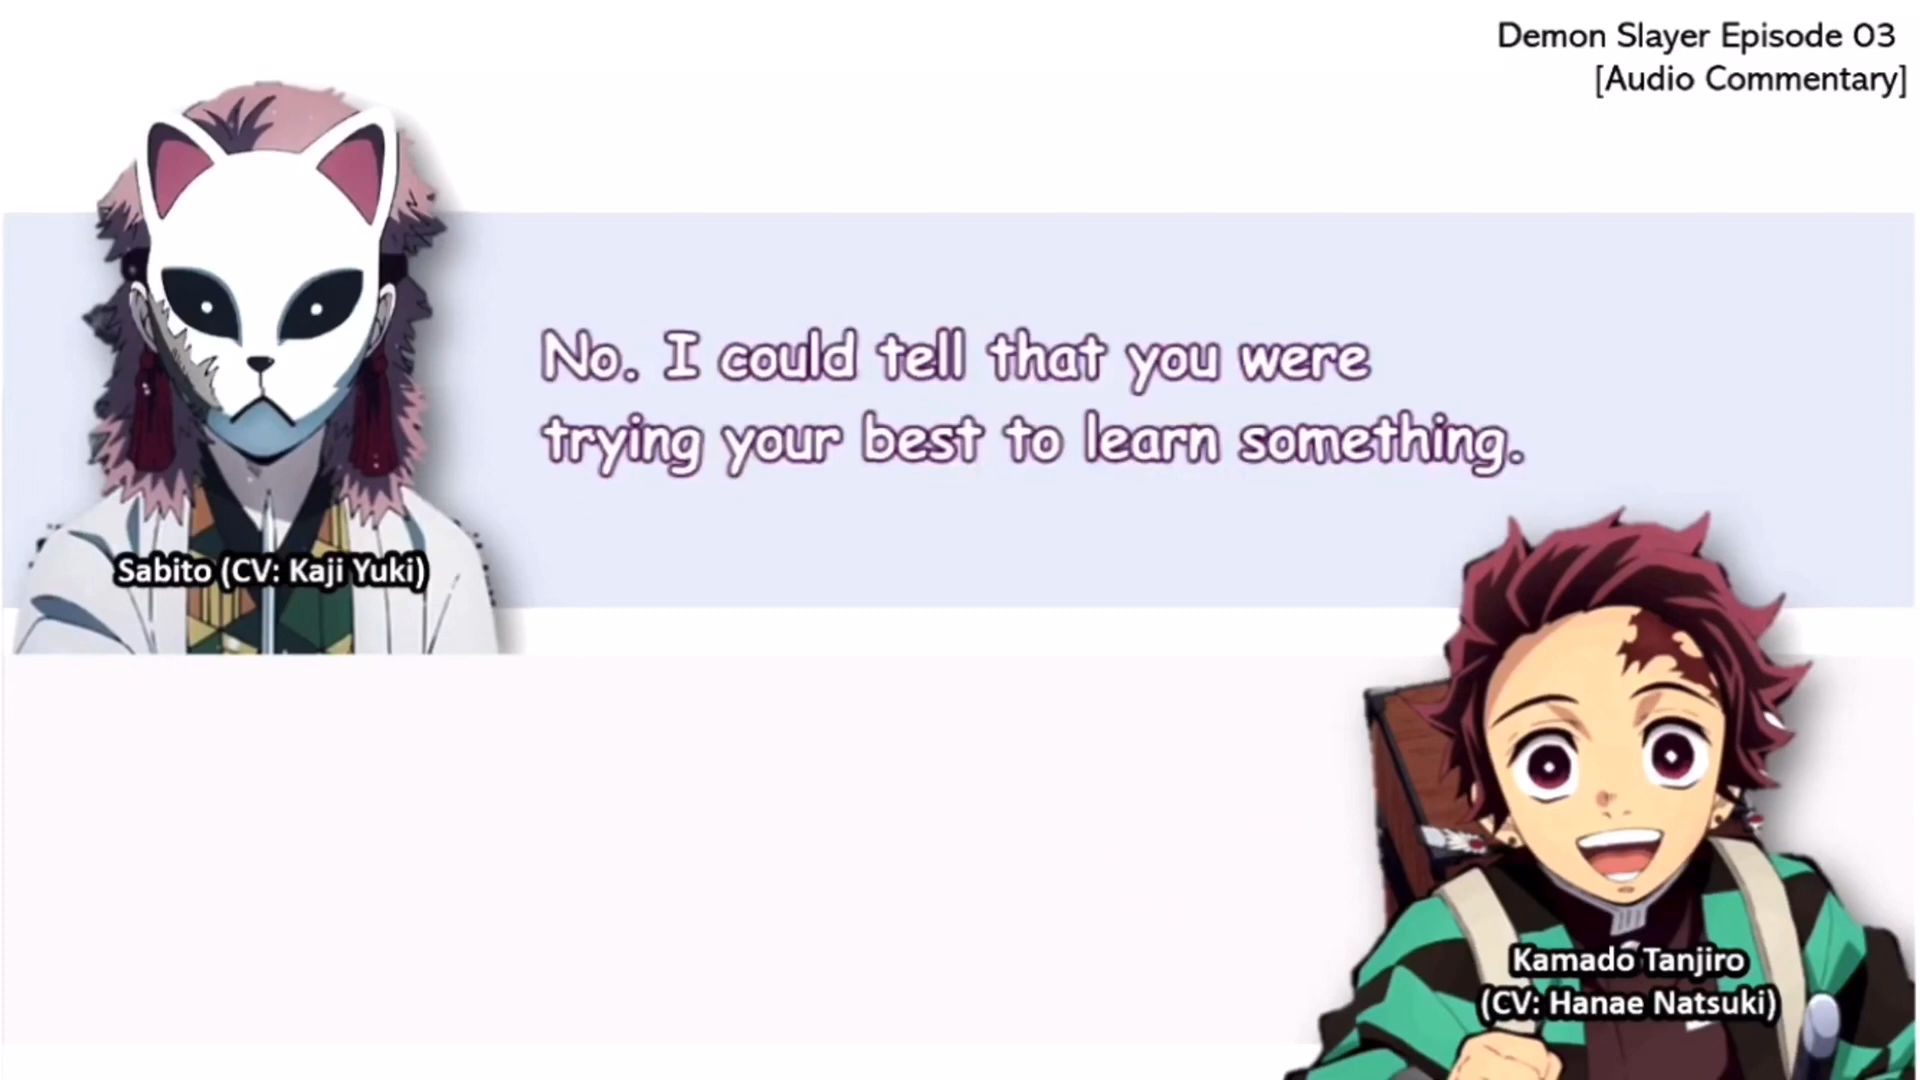 Demon Slayer Episode 03
[Audio Commentary]
No. I could tell that you were
trying your best to learn something.
Sabito (CV: Kaji Yuki)
Kamado Tanjiro
(CV: Hanae Natsuki)